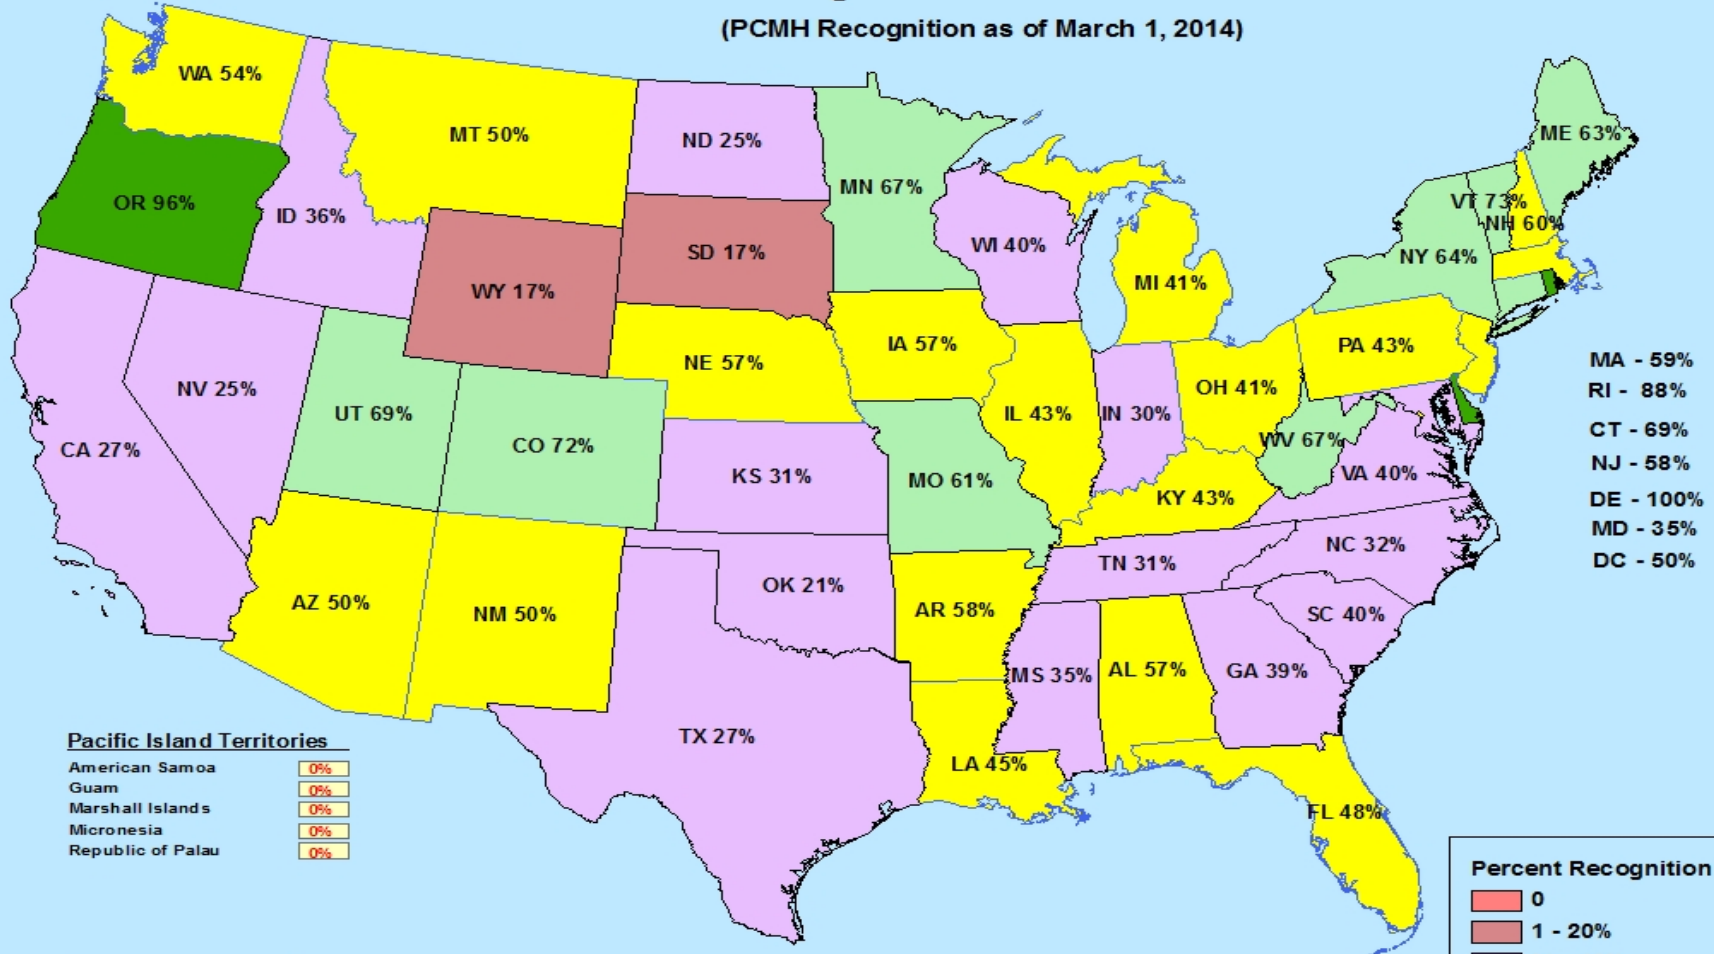 (PCMH Recognition as of March 1, 2014)
WA 54%
MT 50%
ND 25%
MN 67%
ME 63%
OR 96%
ID 36%
VT 73%
NH 60%
SD 17%
WI 40%
NY 64%
WY 17%
MI 41%
NE 57%
IA 57%
PA 43%
MA - 59%
RI - 88%
CT - 69%
NJ - 58%
DE - 100%
MD - 35%
DC - 50%
NV 25%
UT 69%
CO 72%
IL 43%
IN 30%
OH 41%
WV 67%
CA 27%
KS 31%
MO 61%
KY 43%
VA 40%
NC 32%
TN 31%
OK 21%
AZ 50%
NM 50%
AR 58%
SC 40%
MS 35%
AL 57%
GA 39%
TX 27%
LA 45%
FL 48%
Pacific Island Territories
American Samoa 0%
Guam 0%
Marshall Islands 0%
Micronesia 0%
Republic of Palau 0%
Percent Recognition
0
1 - 20%